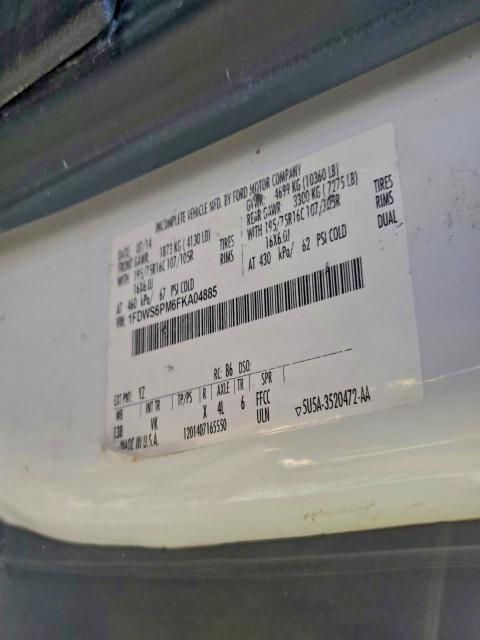 INCOMPLETE VEHICLE MFD. BY FORD MOTOR COMPANY
DATE: 07/14 GVWR: 4699 KG (10360 LB)
FRONT GAWR: 1873 KG (4130 LB) REAR GAWR: 3300 KG (7275 LB)
WITH 195/75R16C 107/105R TIRES WITH 195/75R16C 107/105R TIRES
16X6.0J RIMS 16X6.0J RIMS
AT 460 kPa/ 67 PSI COLD AT 430 kPa/ 62 PSI COLD DUAL
VIN: 1FDWS6PM6FKA04885
EXT PNT: YZ RC: 86 DSO:
WB INT TR TP/PS R AXLE TR SPR
138 VK X 4L 6 FFCC
MADE IN U.S.A. 1201407165550 ULN ▽5U5A-3520472-AA